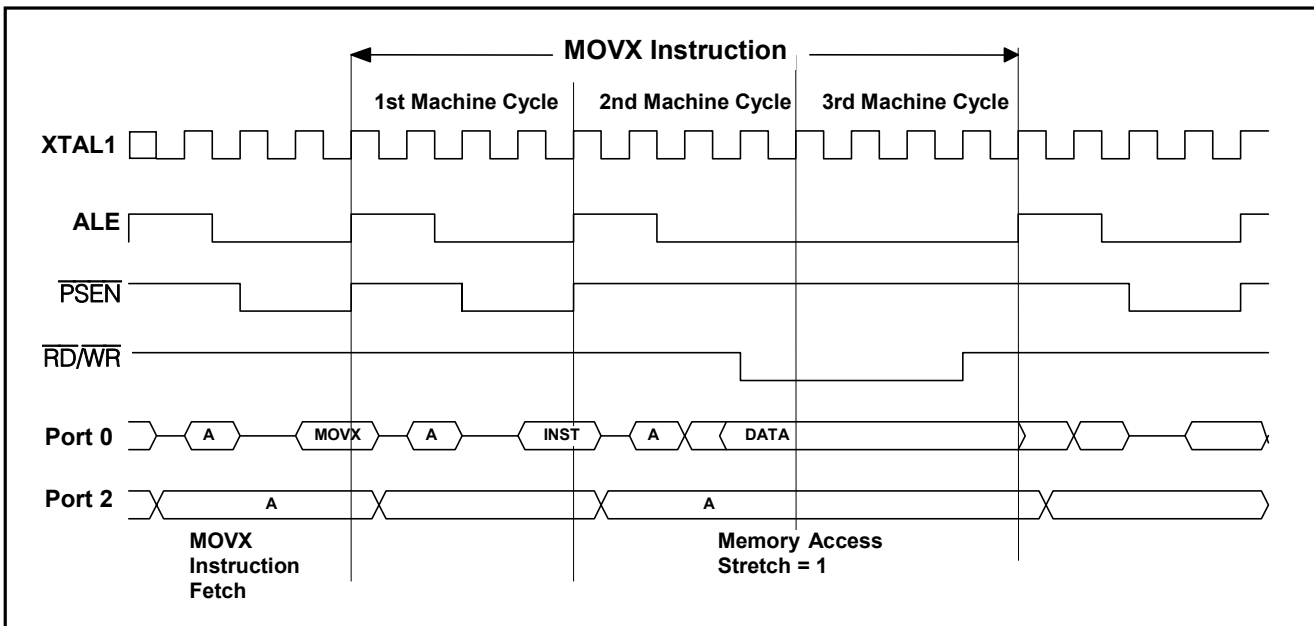 MOVX Instruction
1st Machine Cycle
2nd Machine Cycle
3rd Machine Cycle
XTAL1
ALE
PSEN
RD/WR
Port 0
A
MOVX
A
INST
A
DATA
Port 2
A
A
MOVX
Instruction
Fetch
Memory Access
Stretch = 1